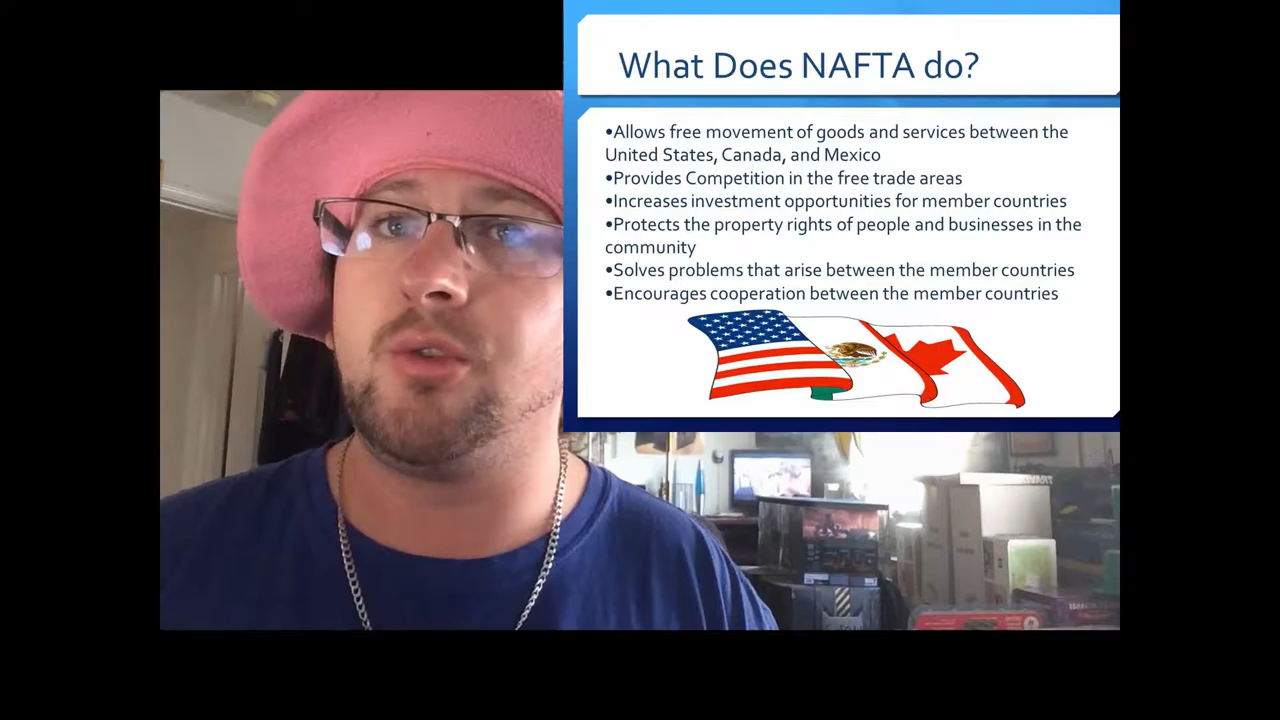 What Does NAFTA do?
•Allows free movement of goods and services between the
United States, Canada, and Mexico
•Provides Competition in the free trade areas
•Increases investment opportunities for member countries
•Protects the property rights of people and businesses in the
community
•Solves problems that arise between the member countries
•Encourages cooperation between the member countries